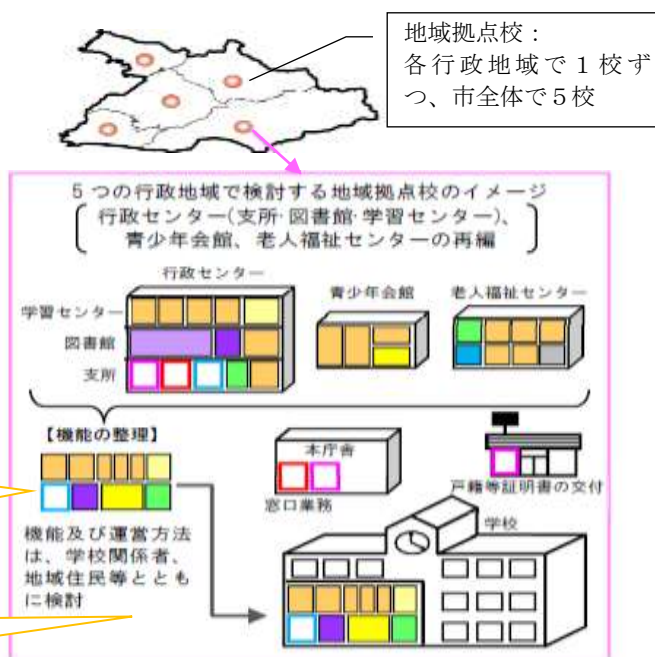 地域拠点校：
各行政地域で１校ず
つ、市全体で５校
5つの行政地域で検討する地域拠点校のイメージ
行政センター(支所･図書館･学習センター)、
青少年会館、老人福祉センターの再編
行政センター
青少年会館
老人福祉センター
学習センター
図書館
支所
【機能の整理】
本庁舎
窓口業務
戸籍等証明書の交付
機能及び運営方法
は、学校関係者、
地域住民等ととも
に検討
学校